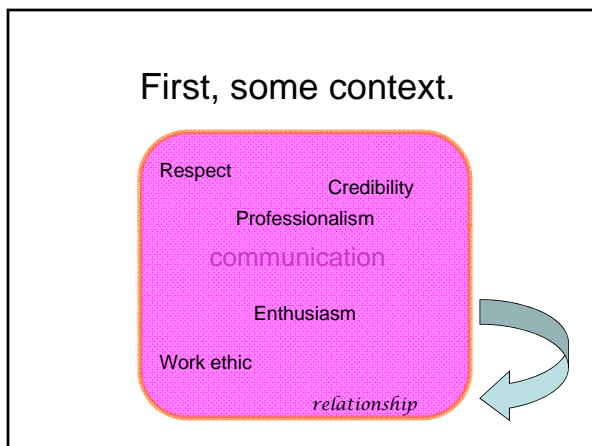 First, some context.
Respect
Credibility
Professionalism
communication
Enthusiasm
Work ethic
relationship